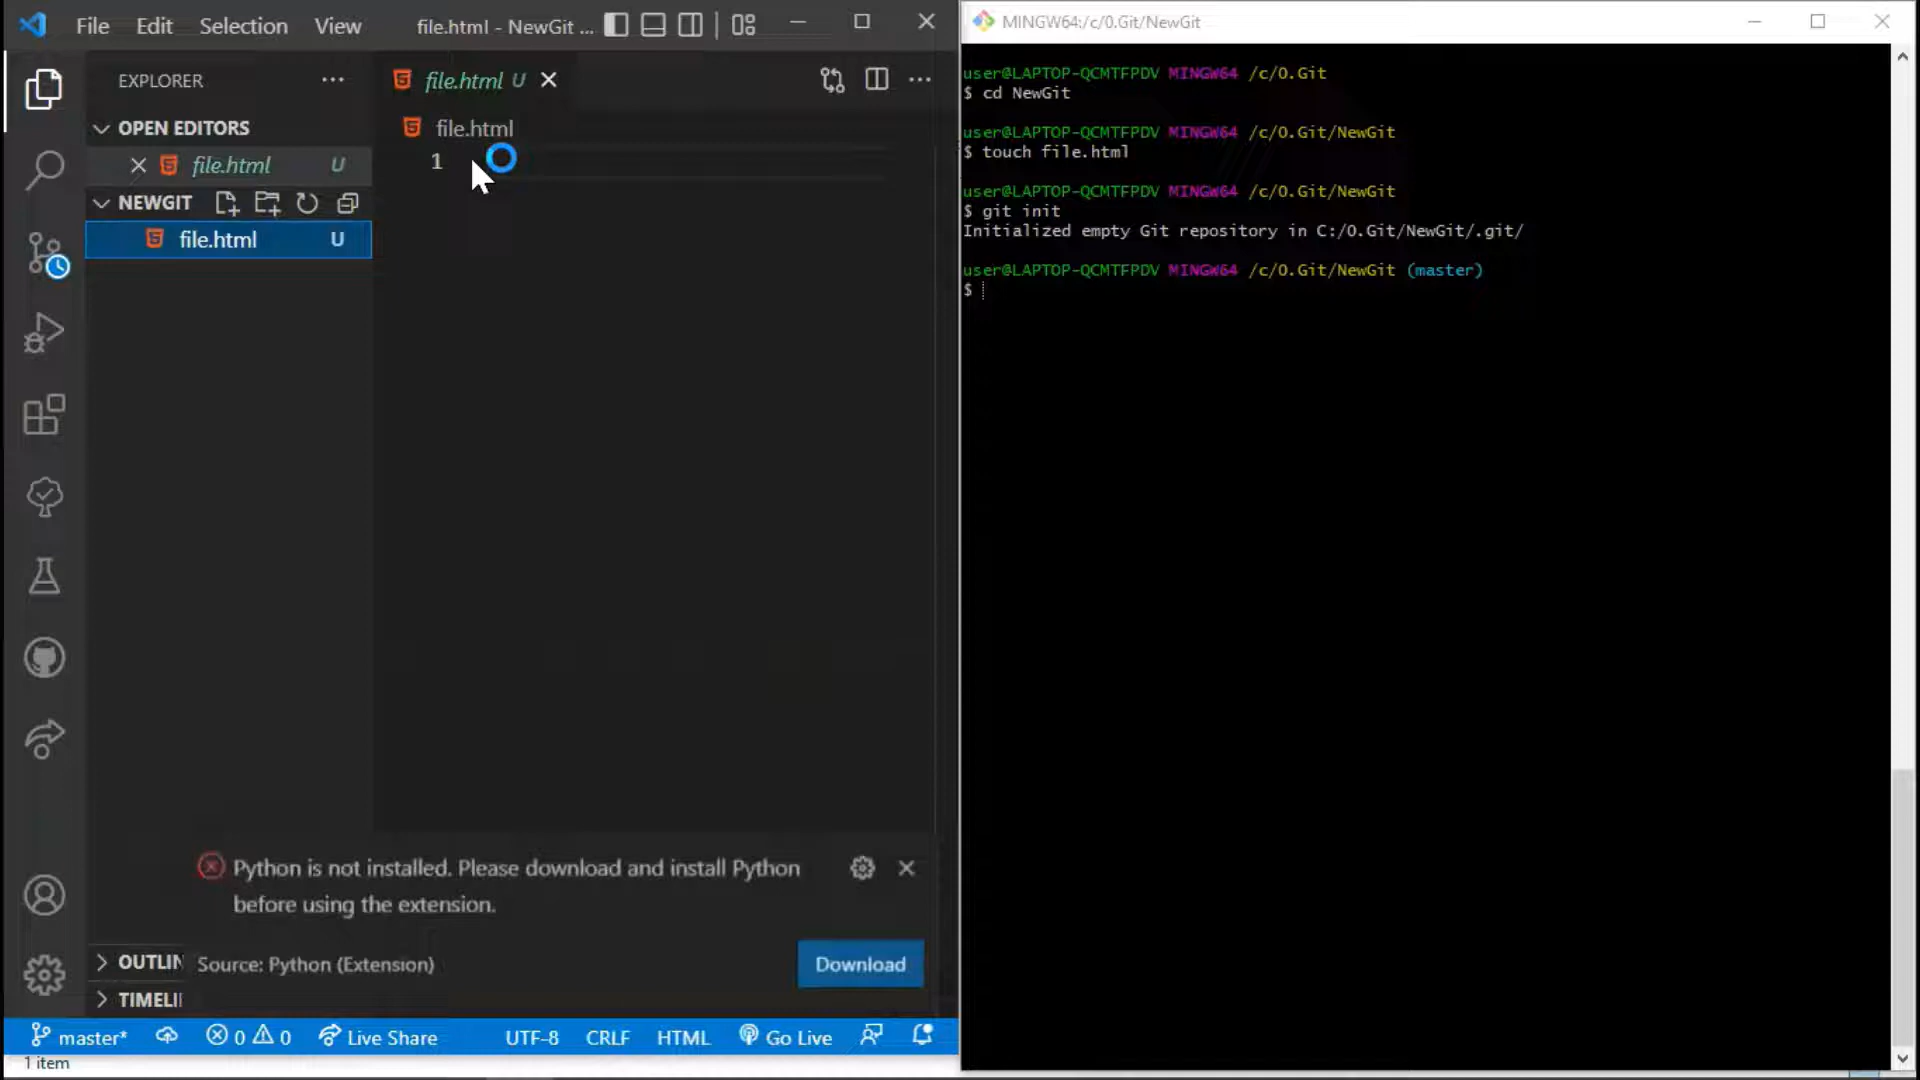 File Edit Selection View file.html - NewGit ...
EXPLORER
file.html U
OPEN EDITORS
file.html
file.html U
1
NEWGIT
file.html U
Python is not installed. Please download and install Python
before using the extension.
OUTLIN
Source: Python (Extension)
Download
TIMELI
master* 0 0 Live Share UTF-8 CRLF HTML Go Live
1 item
MINGW64:/c/0.Git/NewGit
user@LAPTOP-QCMTFPDV MINGW64 /c/0.Git
$ cd NewGit
user@LAPTOP-QCMTFPDV MINGW64 /c/0.Git/NewGit
$ touch file.html
user@LAPTOP-QCMTFPDV MINGW64 /c/0.Git/NewGit
$ git init
Initialized empty Git repository in C:/0.Git/NewGit/.git/
user@LAPTOP-QCMTFPDV MINGW64 /c/0.Git/NewGit (master)
$